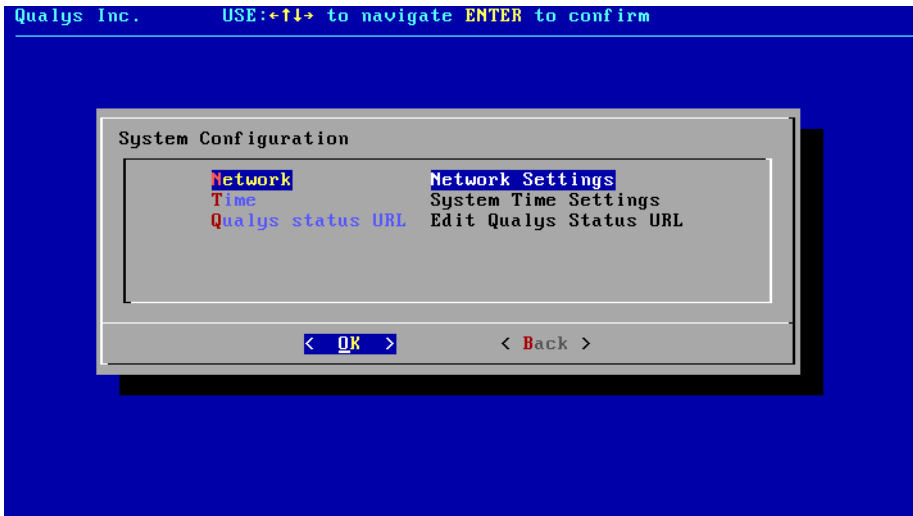 Qualys Inc. USE:←↑↓→ to navigate ENTER to confirm
System Configuration
Network Network Settings
Time System Time Settings
Qualys status URL Edit Qualys Status URL
< OK > < Back >